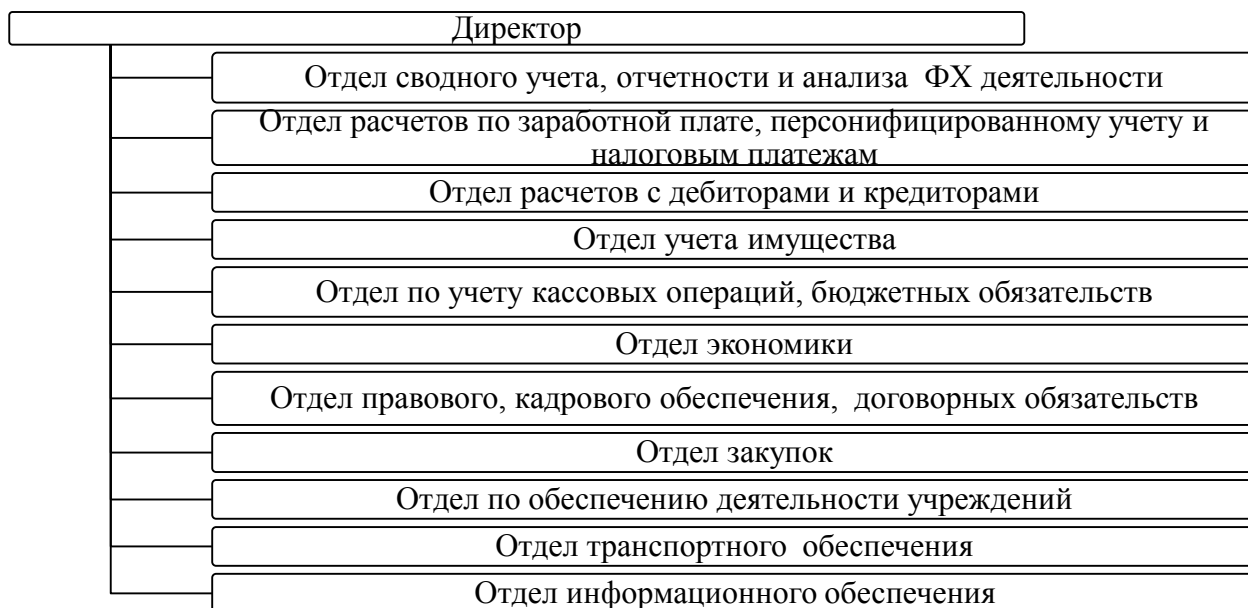 Директор
Отдел сводного учета, отчетности и анализа ФХ деятельности
Отдел расчетов по заработной плате, персонифицированному учету и
налоговым платежам
Отдел расчетов с дебиторами и кредиторами
Отдел учета имущества
Отдел по учету кассовых операций, бюджетных обязательств
Отдел экономики
Отдел правового, кадрового обеспечения, договорных обязательств
Отдел закупок
Отдел по обеспечению деятельности учреждений
Отдел транспортного обеспечения
Отдел информационного обеспечения